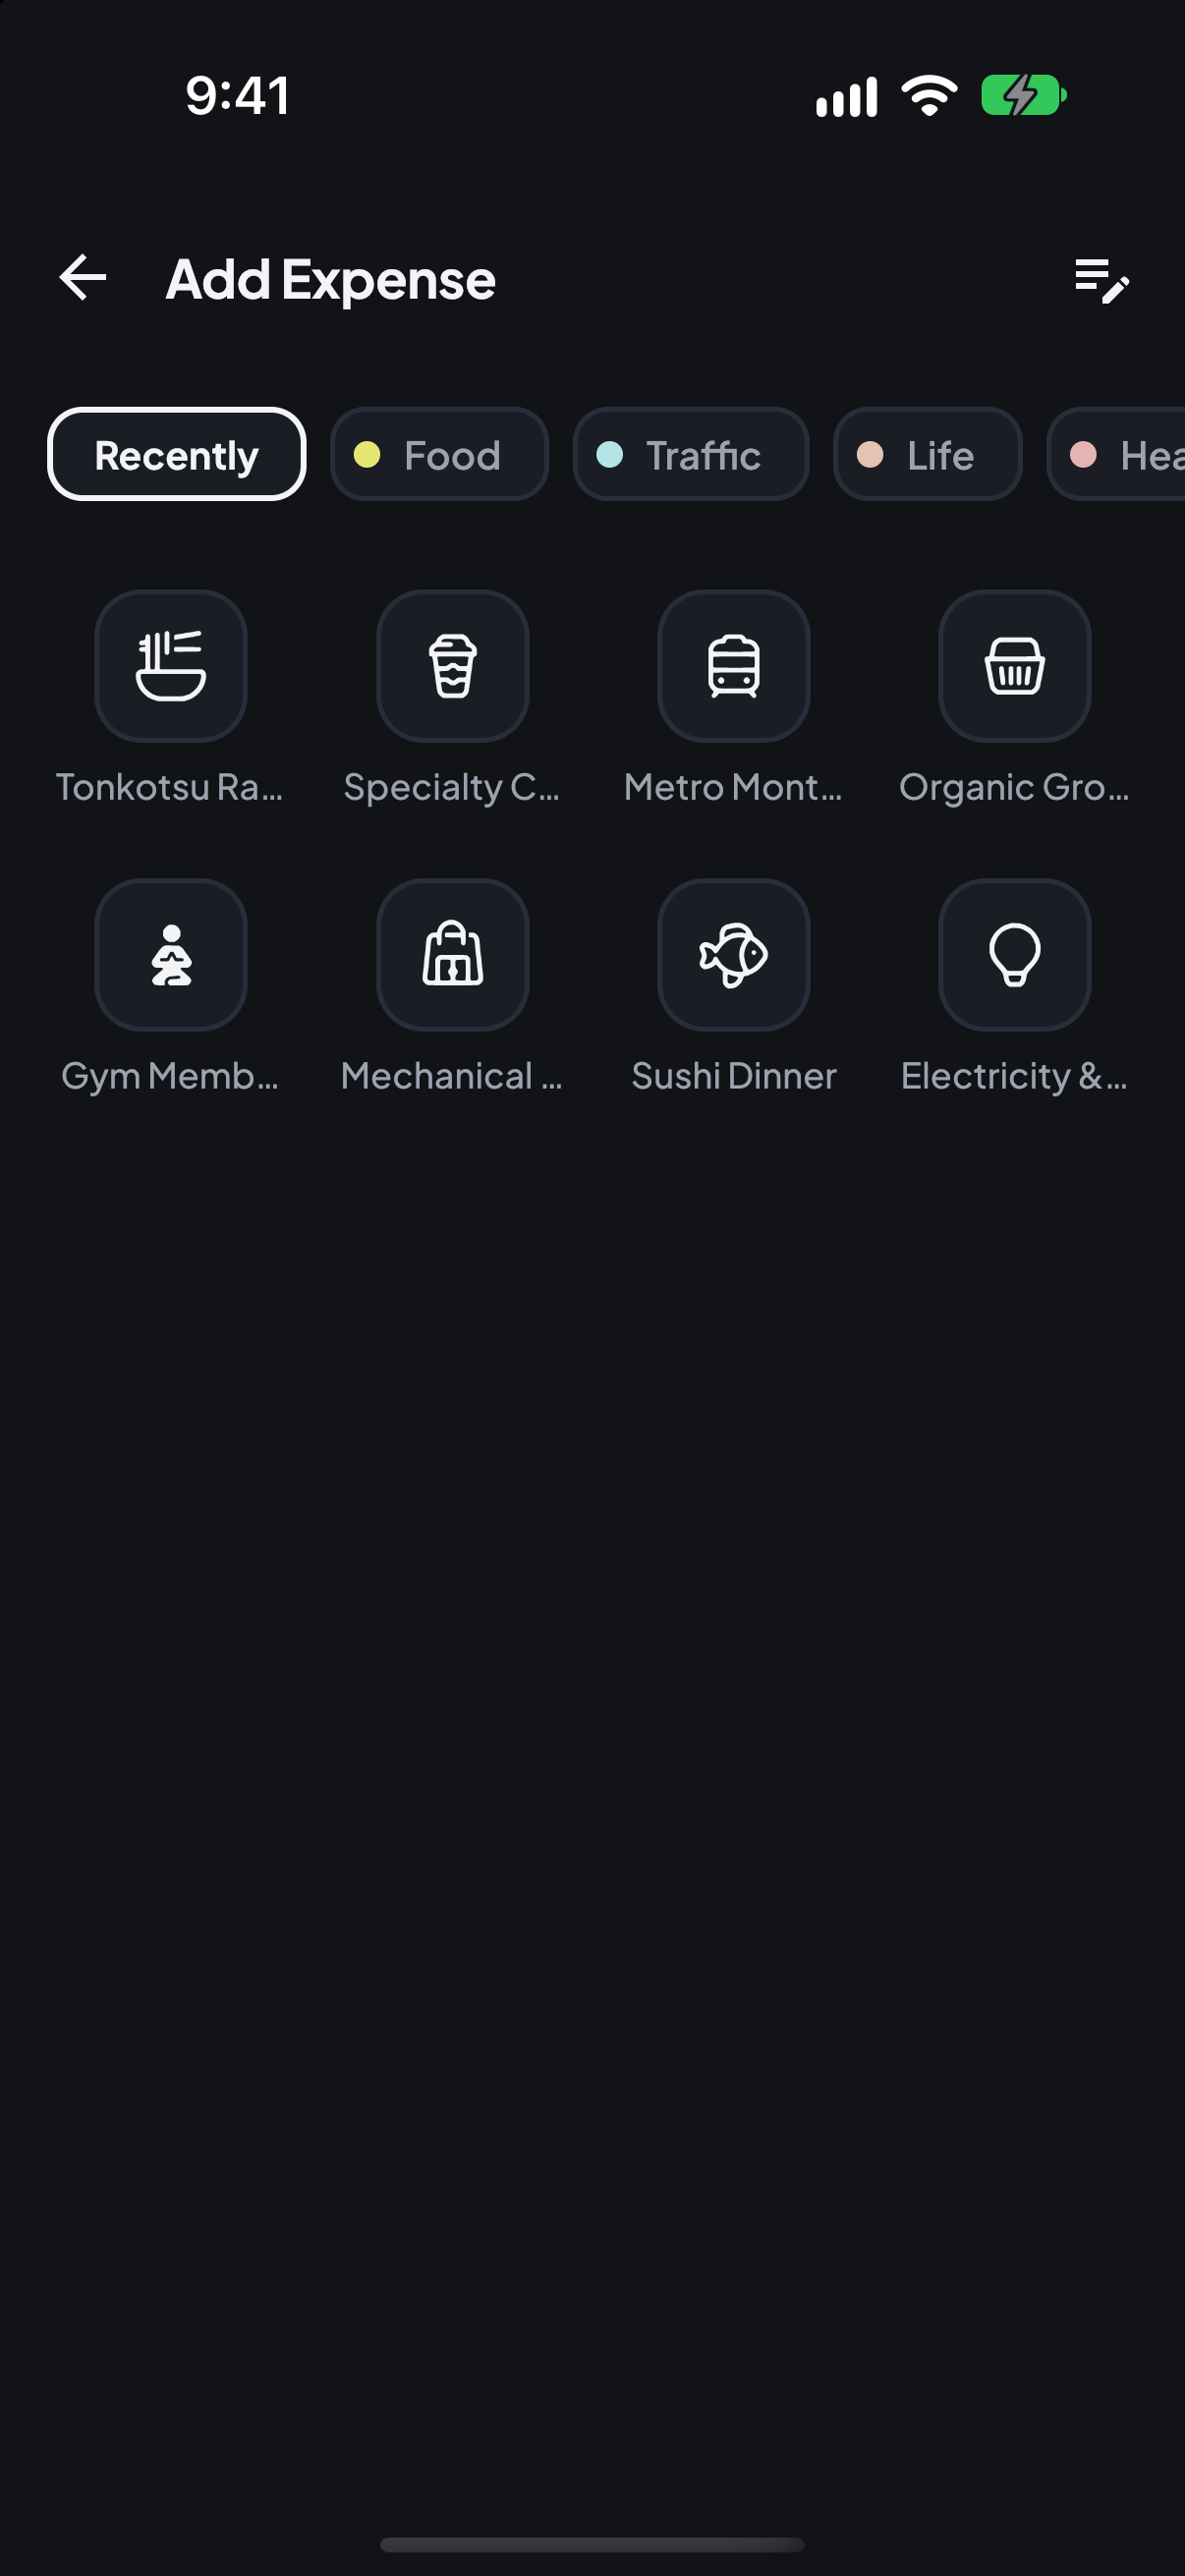 9:41
Add Expense
Recently
Food
Traffic
Life
Hea
Tonkotsu Ra...
Specialty C...
Metro Mont...
Organic Gro...
Gym Memb...
Mechanical ...
Sushi Dinner
Electricity &...